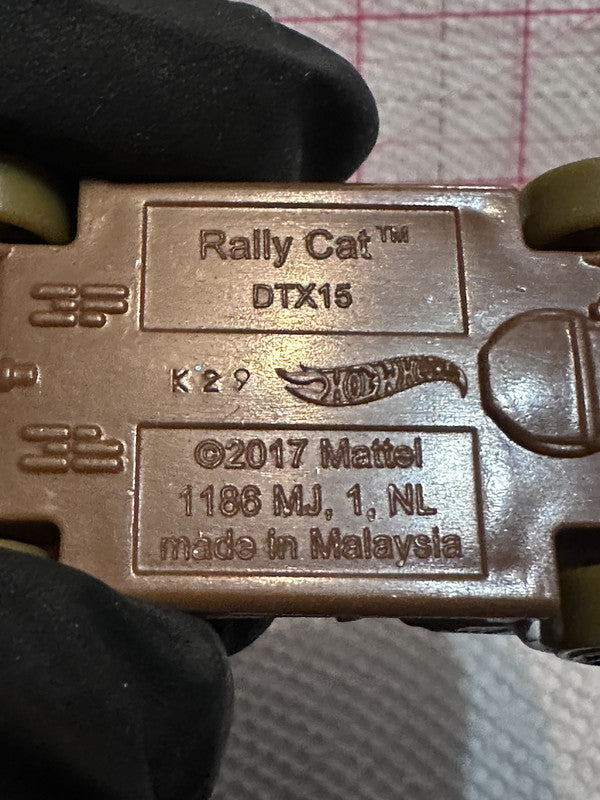 Rally Cat™
DTX15
K29 HOT WHEELS
©2017 Mattel
1186 MJ, 1, NL
made in Malaysia